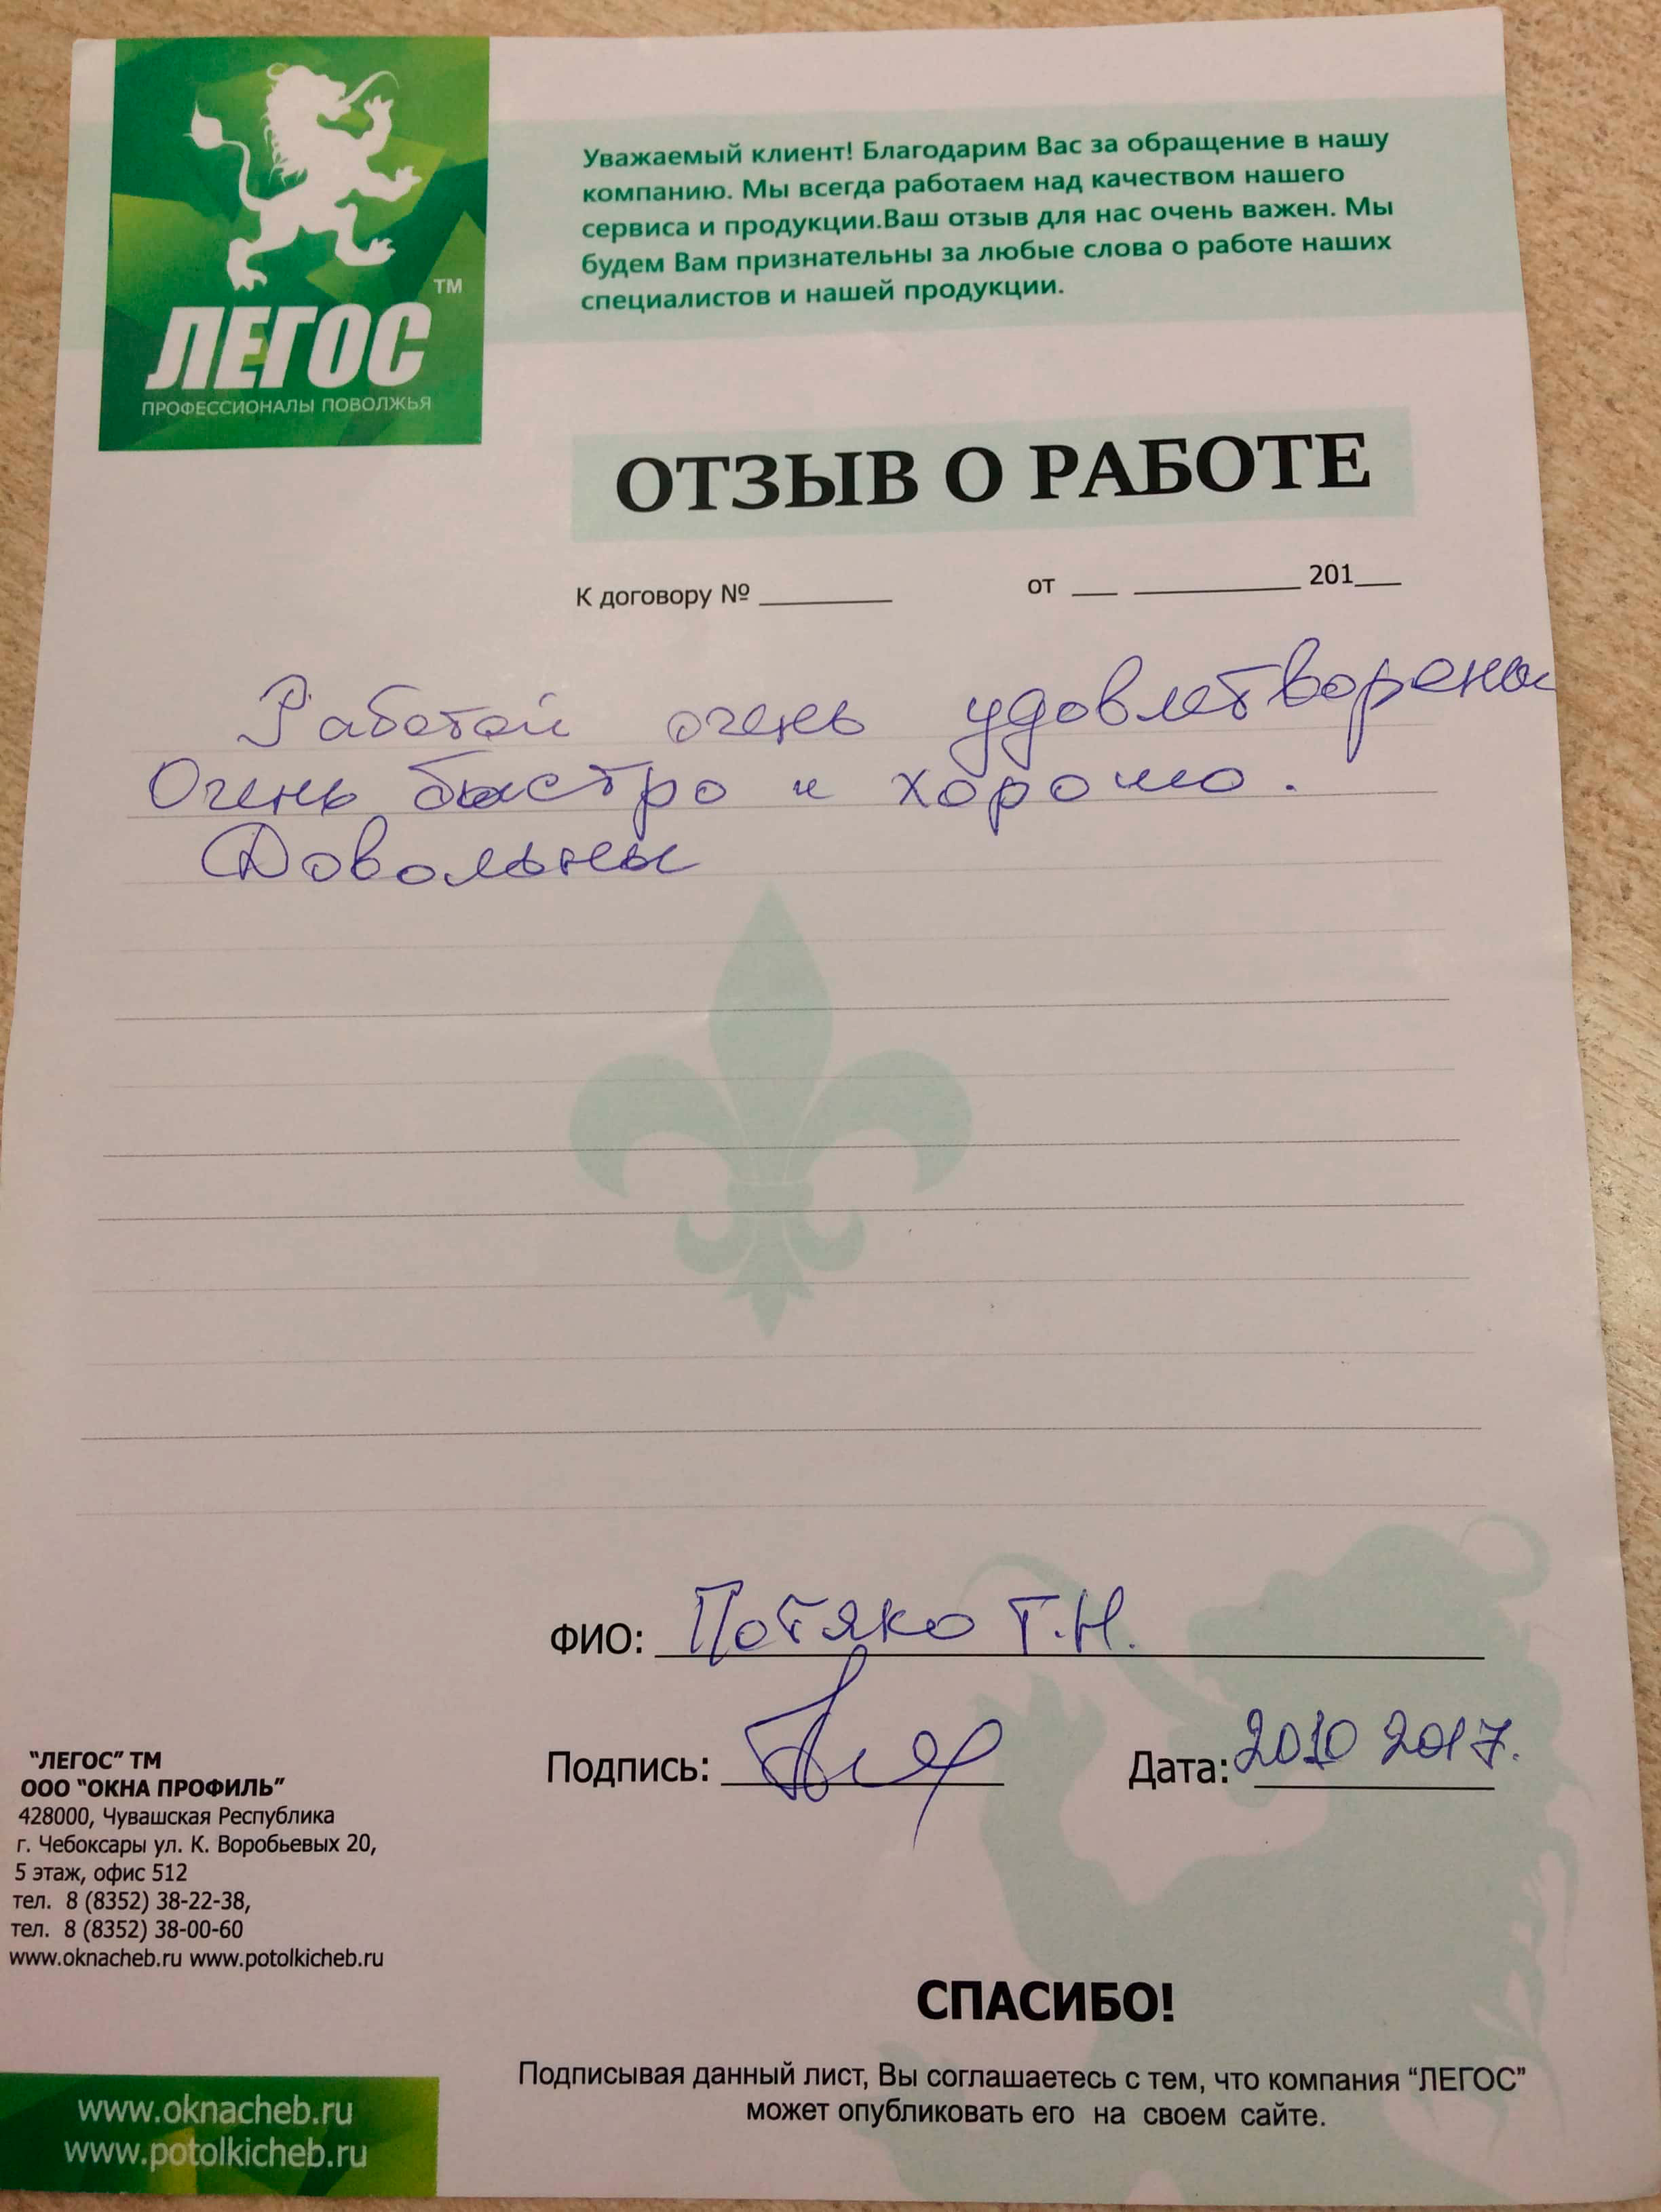 ЛЕГОС
TM
ПРОФЕССИОНАЛЫ ПОВОЛЖЬЯ
Уважаемый клиент! Благодарим Вас за обращение в нашу
компанию. Мы всегда работаем над качеством нашего
сервиса и продукции.Ваш отзыв для нас очень важен. Мы
будем Вам признательны за любые слова о работе наших
специалистов и нашей продукции.
ОТЗЫВ О РАБОТЕ
К договору № ______ от __ ________ 201__
Работой очень удовлетворены
Очень быстро и хорошо.
Довольны
ФИО: Потяко Т.Н.
Подпись: Дата: 2010 2017.
"ЛЕГОС" ТМ
ООО "ОКНА ПРОФИЛЬ"
428000, Чувашская Республика
г. Чебоксары ул. К. Воробьевых 20,
5 этаж, офис 512
тел. 8 (8352) 38-22-38,
тел. 8 (8352) 38-00-60
www.oknacheb.ru www.potolkicheb.ru
СПАСИБО!
Подписывая данный лист, Вы соглашаетесь с тем, что компания "ЛЕГОС"
может опубликовать его на своем сайте.
www.oknacheb.ru
www.potolkicheb.ru